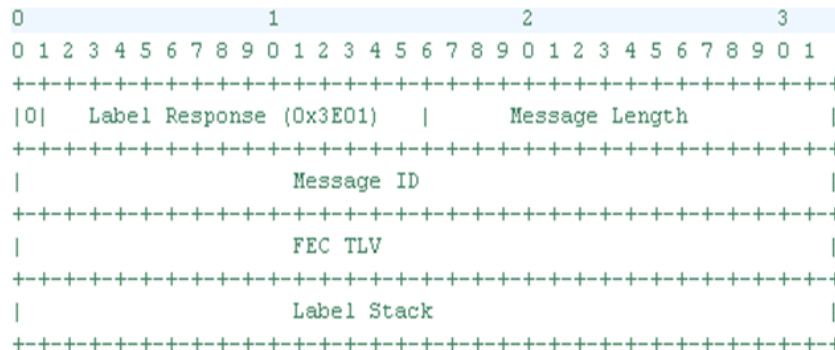 0 1 2 3
0 1 2 3 4 5 6 7 8 9 0 1 2 3 4 5 6 7 8 9 0 1 2 3 4 5 6 7 8 9 0 1
+-+-+-+-+-+-+-+-+-+-+-+-+-+-+-+-+-+-+-+-+-+-+-+-+-+-+-+-+-+-+-+-
|0| Label Response (0x3E01) | Message Length |
+-+-+-+-+-+-+-+-+-+-+-+-+-+-+-+-+-+-+-+-+-+-+-+-+-+-+-+-+-+-+-+-
| Message ID |
+-+-+-+-+-+-+-+-+-+-+-+-+-+-+-+-+-+-+-+-+-+-+-+-+-+-+-+-+-+-+-+-
| FEC TLV |
+-+-+-+-+-+-+-+-+-+-+-+-+-+-+-+-+-+-+-+-+-+-+-+-+-+-+-+-+-+-+-+-
| Label Stack |
+-+-+-+-+-+-+-+-+-+-+-+-+-+-+-+-+-+-+-+-+-+-+-+-+-+-+-+-+-+-+-+-